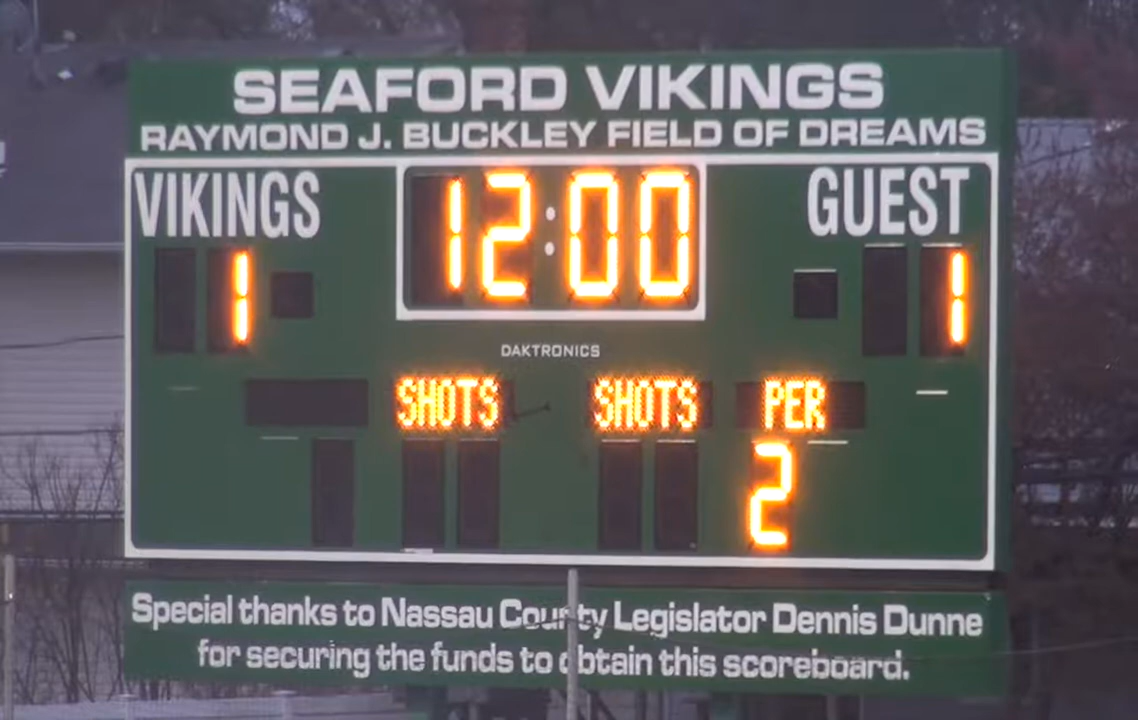 SEAFORD VIKINGS
RAYMOND J. BUCKLEY FIELD OF DREAMS
VIKINGS 12:00 GUEST
1 1
DAKTRONICS
SHOTS SHOTS PER
2
Special thanks to Nassau County Legislator Dennis Dunne
for securing the funds to obtain this scoreboard.